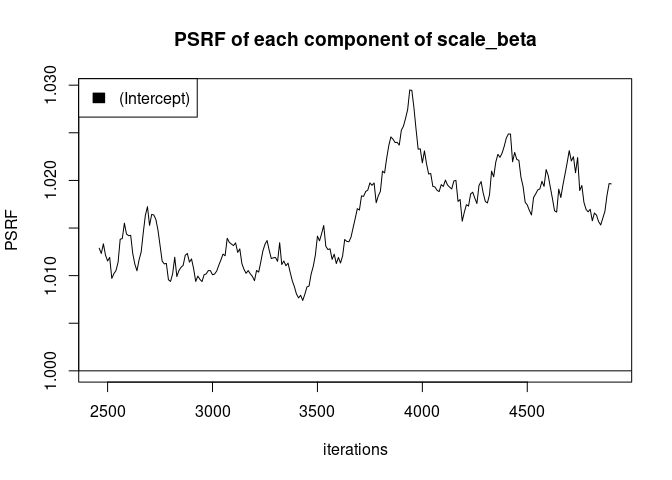 PSRF of each component of scale_beta
(Intercept)
PSRF
1.030
1.020
1.010
1.000
2500 3000 3500 4000 4500
iterations